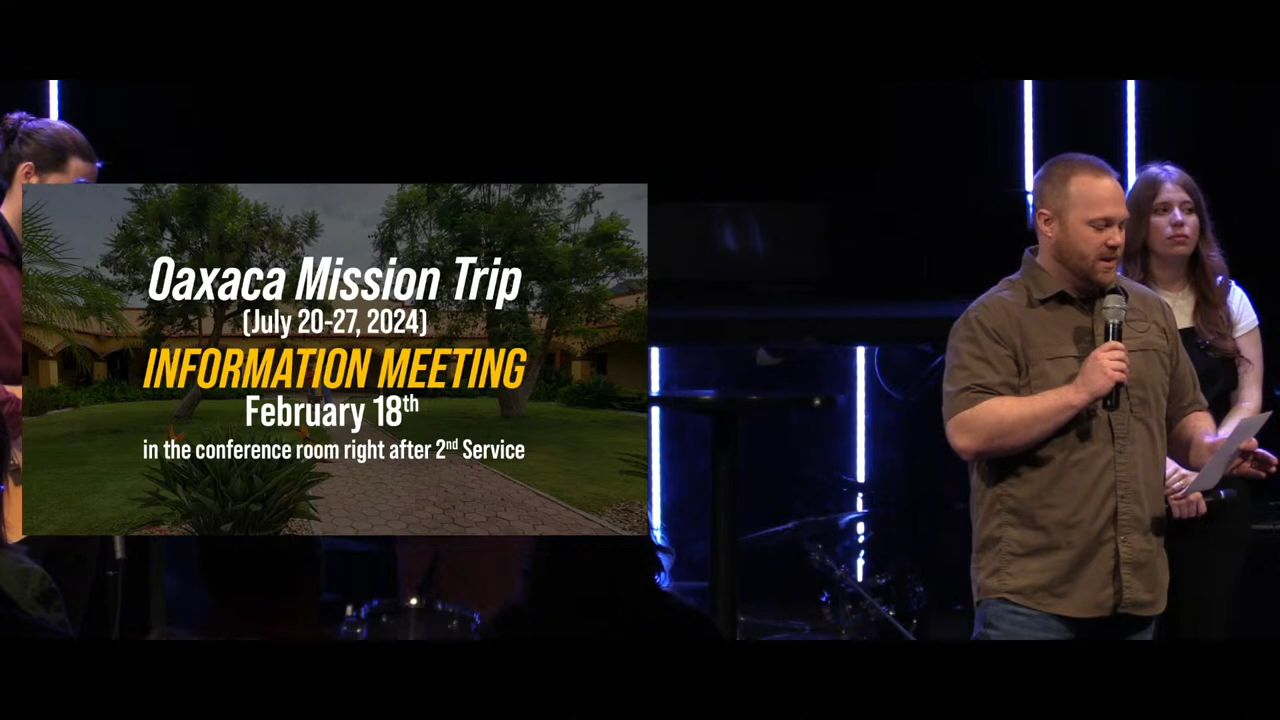 Oaxaca Mission Trip
(July 20-27, 2024)
INFORMATION MEETING
February 18th
in the conference room right after 2nd Service